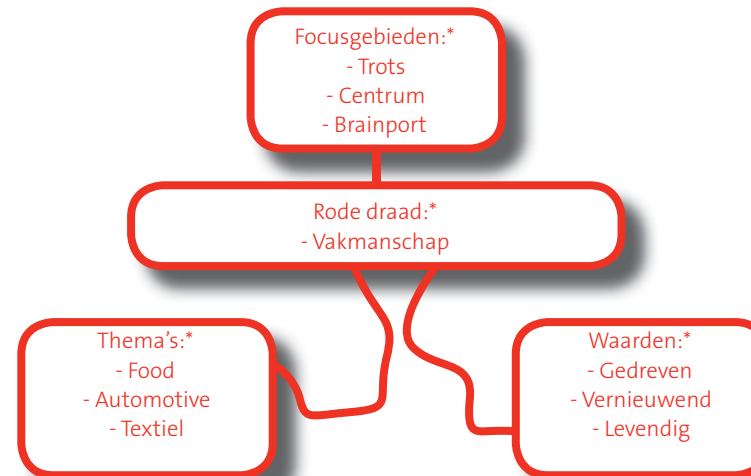 Focusgebieden:*
- Trots
- Centrum
- Brainport
Rode draad:*
- Vakmanschap
Thema's:*
- Food
- Automotive
- Textiel
Waarden:*
- Gedreven
- Vernieuwend
- Levendig